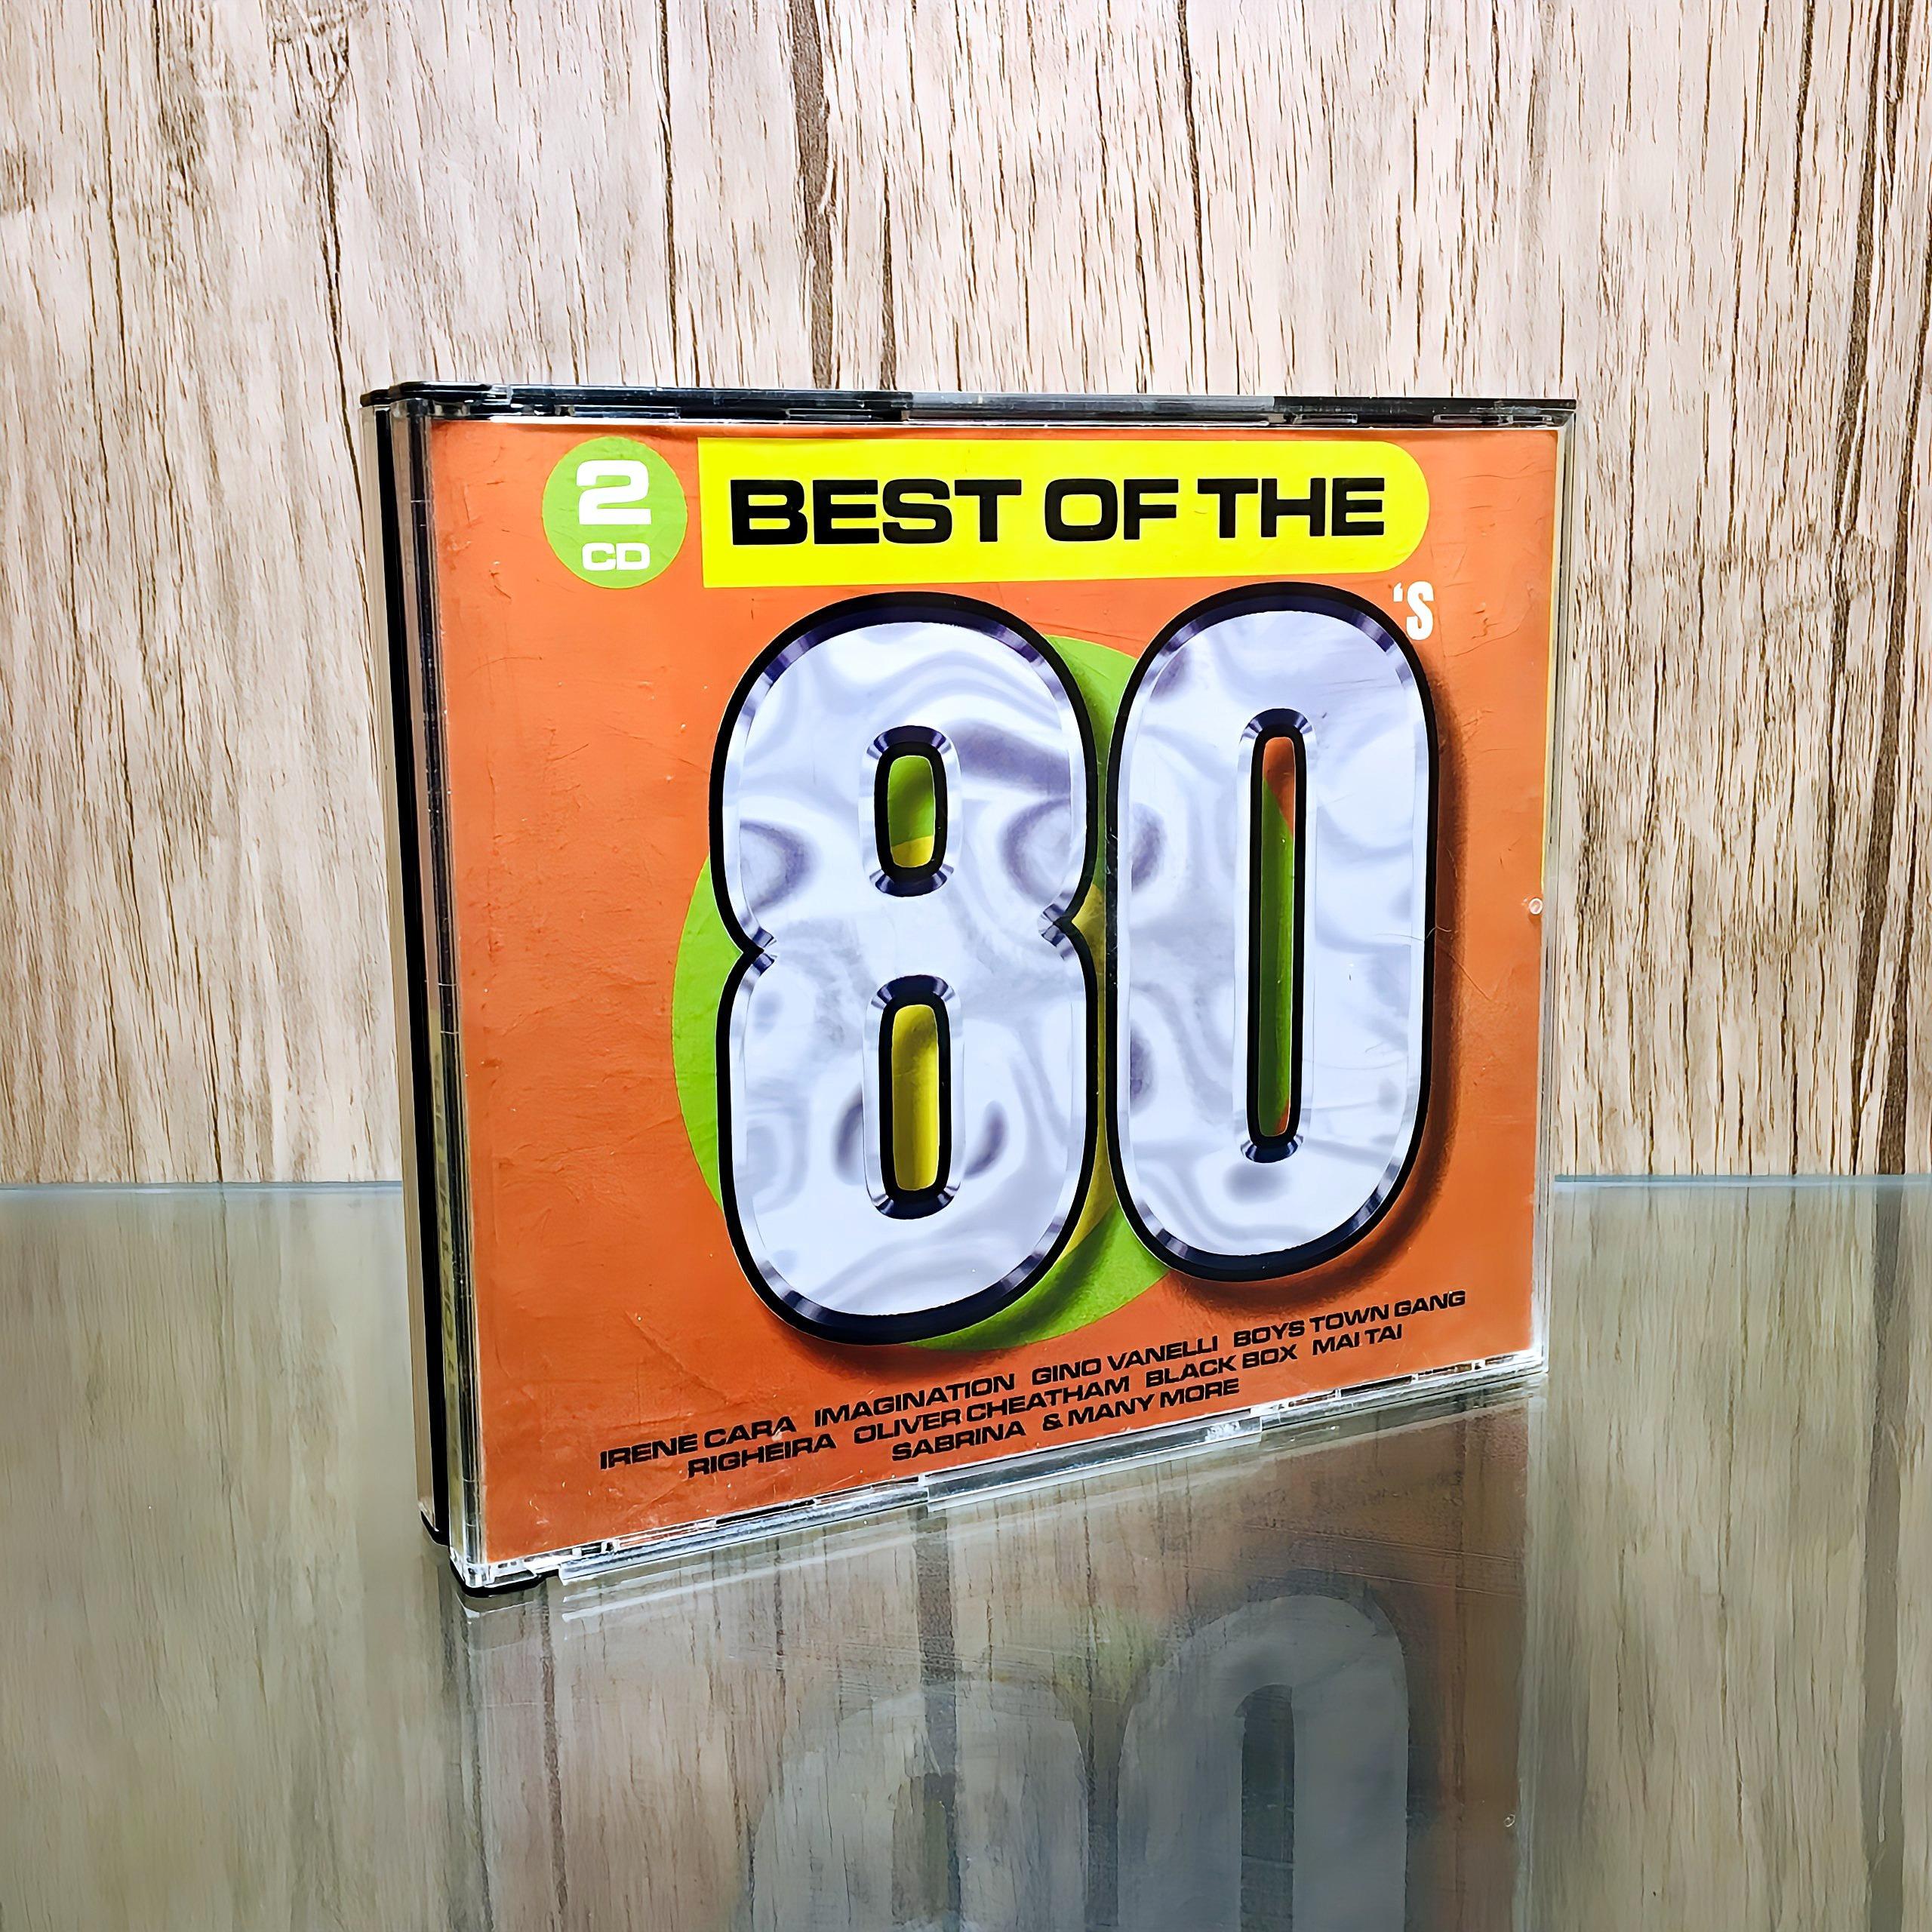 2
CD
BEST OF THE
80'S
IRENE CARA IMAGINATION GINO VANELLI BOYS TOWN GANG
RIGHEIRA OLIVER CHEATHAM BLACK BOX MAI TAI
SABRINA & MANY MORE